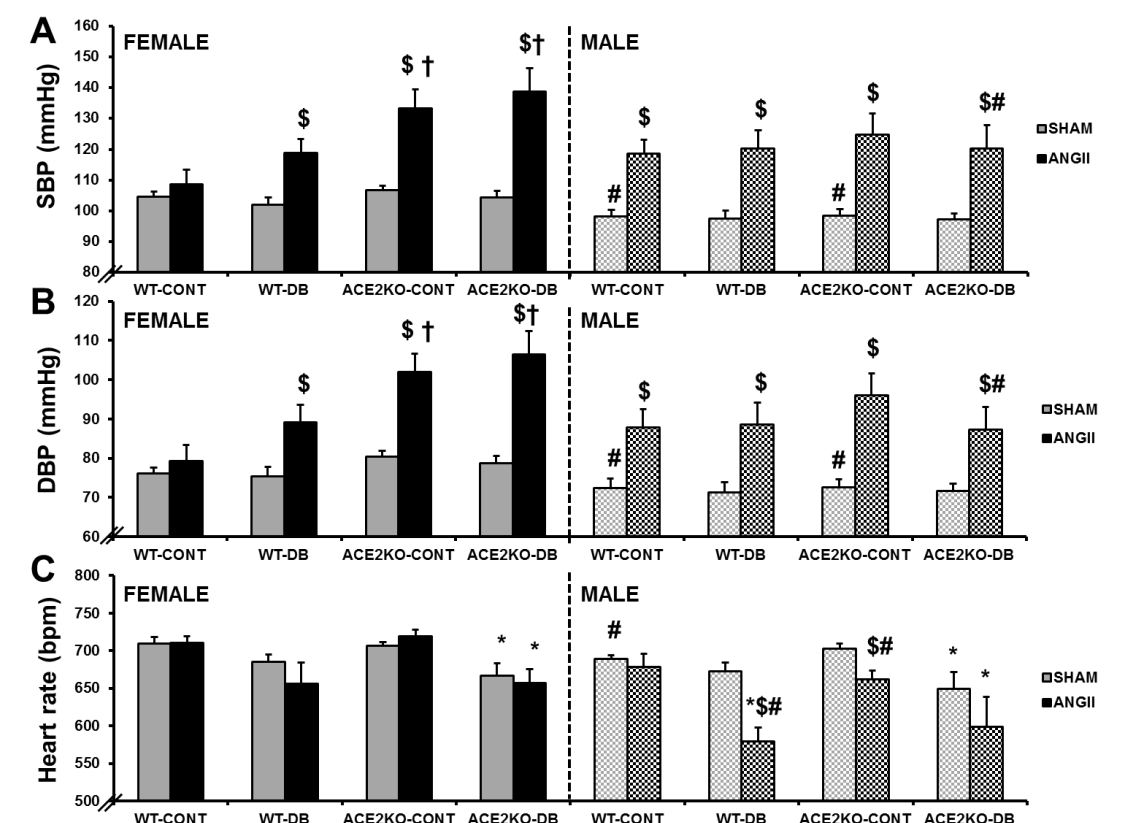 A
SBP (mmHg)
160
150
140
130
120
110
100
90
80
FEMALE
MALE
$
$ †
$†
#
$
$
#
$
$#
SHAM
ANGII
WT-CONT WT-DB ACE2KO-CONT ACE2KO-DB WT-CONT WT-DB ACE2KO-CONT ACE2KO-DB
B
DBP (mmHg)
120
110
100
90
80
70
60
FEMALE
MALE
$
$ †
$†
#
$
$
#
$
$#
SHAM
ANGII
WT-CONT WT-DB ACE2KO-CONT ACE2KO-DB WT-CONT WT-DB ACE2KO-CONT ACE2KO-DB
C
Heart rate (bpm)
800
750
700
650
600
550
500
FEMALE
MALE
* *
#
*$#
$#
* *
SHAM
ANGII
WT-CONT WT-DB ACE2KO-CONT ACE2KO-DB WT-CONT WT-DB ACE2KO-CONT ACE2KO-DB